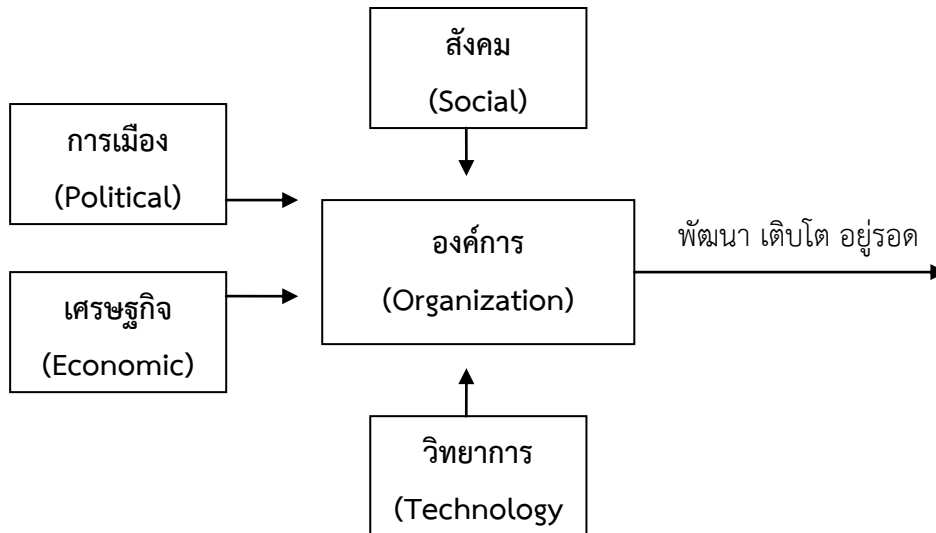 สังคม
(Social)
การเมือง
(Political)
องค์การ
(Organization)
พัฒนา เติบโต อยู่รอด
เศรษฐกิจ
(Economic)
วิทยาการ
(Technology